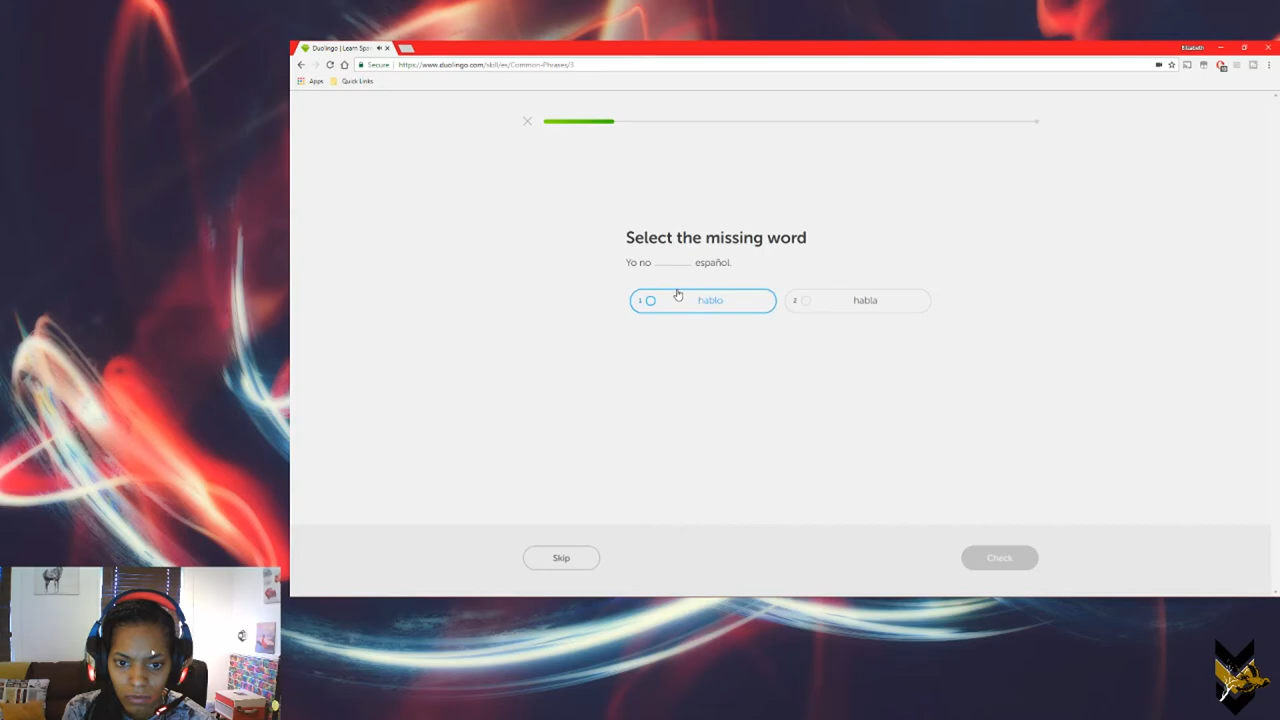 Duolingo | Learn Spa
Elizabeth
Secure
https://www.duolingo.com/skill/es/Common-Phrases/3
Apps
Quick Links
Select the missing word
Yo no ______ español.
1 hablo
2 habla
Skip
Check